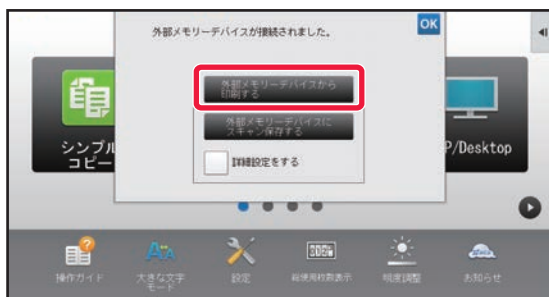 外部メモリーデバイスが接続されました。
OK
外部メモリーデバイスから
印刷する
外部メモリーデバイスに
スキャン保存する
詳細設定をする
シンプル
コピー
P/Desktop
操作ガイド
大きな文字
モード
設定
総使用枚数表示
明度調整
お知らせ